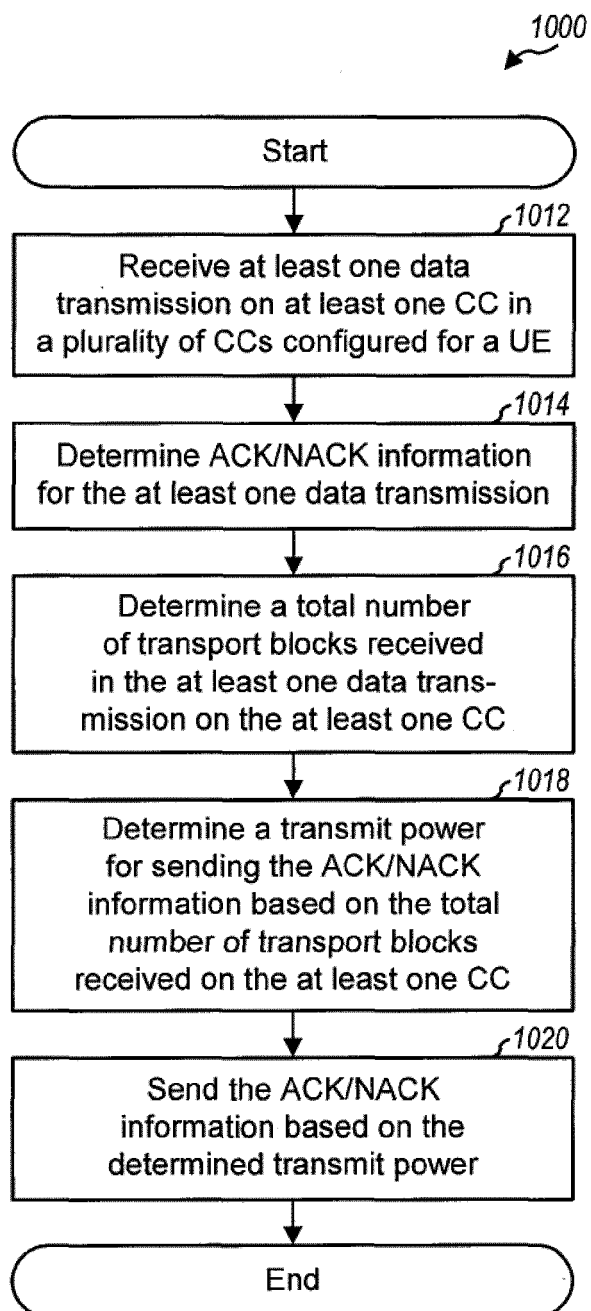 1000
Start
1012
Receive at least one data
transmission on at least one CC in
a plurality of CCs configured for a UE
1014
Determine ACK/NACK information
for the at least one data transmission
1016
Determine a total number
of transport blocks received
in the at least one data trans-
mission on the at least one CC
1018
Determine a transmit power
for sending the ACK/NACK
information based on the total
number of transport blocks
received on the at least one CC
1020
Send the ACK/NACK
information based on the
determined transmit power
End